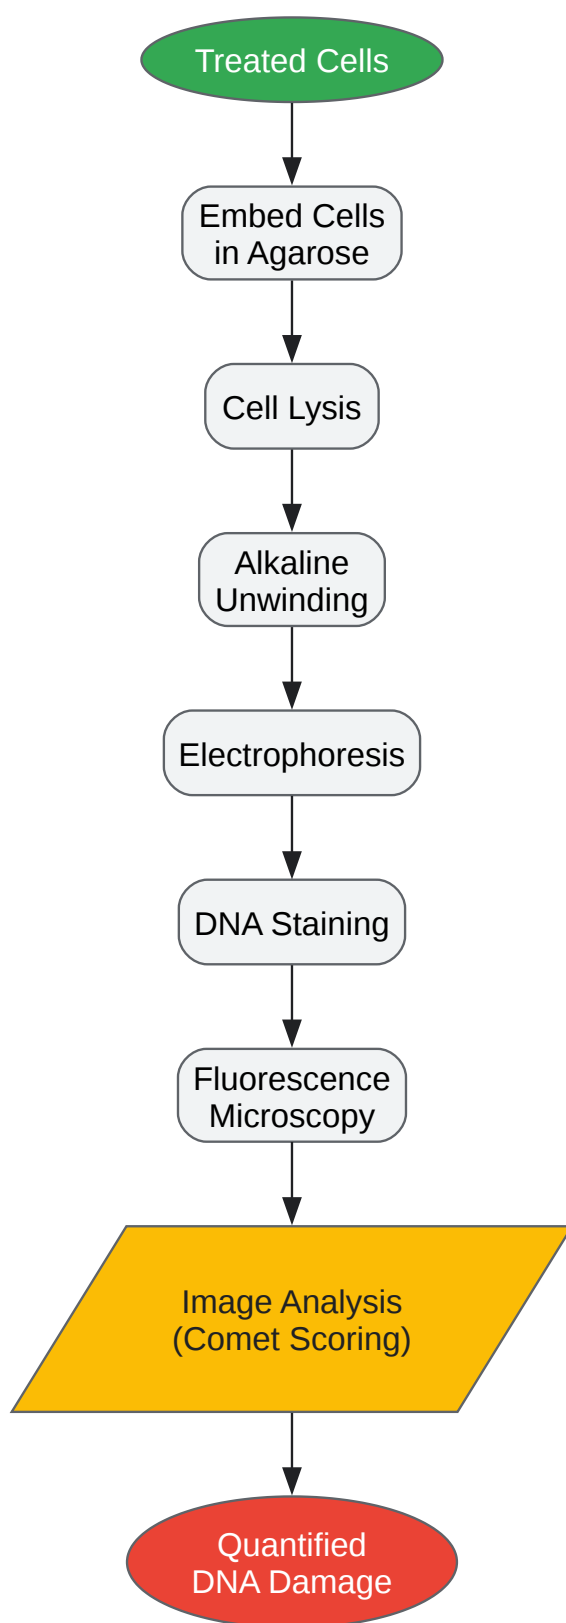 Treated Cells
Embed Cells
in Agarose
Cell Lysis
Alkaline
Unwinding
Electrophoresis
DNA Staining
Fluorescence
Microscopy
Image Analysis
(Comet Scoring)
Quantified
DNA Damage